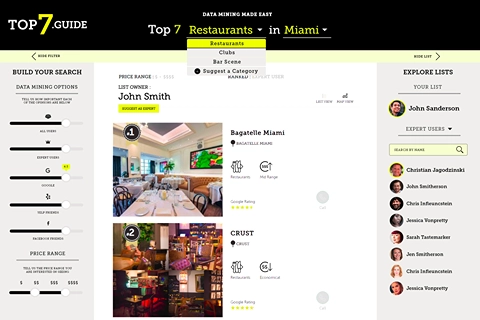 TOP 7.GUIDE
DATA MINING MADE EASY
Top 7 Restaurants in Miami
Restaurants
Clubs
Bar Scene
Suggest a Category
HIDE FILTER
HIDE LIST
BUILD YOUR SEARCH
DATA MINING OPTIONS
TELL US HOW IMPORTANT EACH
OF THE OPINIONS ARE BELOW
ALL USERS
EXPERT USERS
GOOGLE
YELP FRIENDS
FACEBOOK FRIENDS
PRICE RANGE
TELL US THE PRICE RANGE YOU
ARE INTERESTED IN SEEING.
$ $$ $$$ $$$$
PRICE RANGE : $ - $$$$
RANKED : EXPERT USER
LIST OWNER :
John Smith
SUGGEST AS EXPERT
LIST VIEW
MAP VIEW
#1
Bagatelle Miami
BAGATELLE MIAMI
Restaurants
Mid Range
Google Rating
Call
#2
CRUST
CRUST
Restaurants
$$
Economical
Google Rating
Call
EXPLORE LISTS
YOUR LIST
John Sanderson
EXPERT USERS
SEARCH BY NAME
Christian Jagodzinski
John Smitherson
Chris Infleanstein
Jessica Vonpretty
Sarah Tastemarker
Jen Smitherson
Chris Infleanstein
Jessica Vonpretty